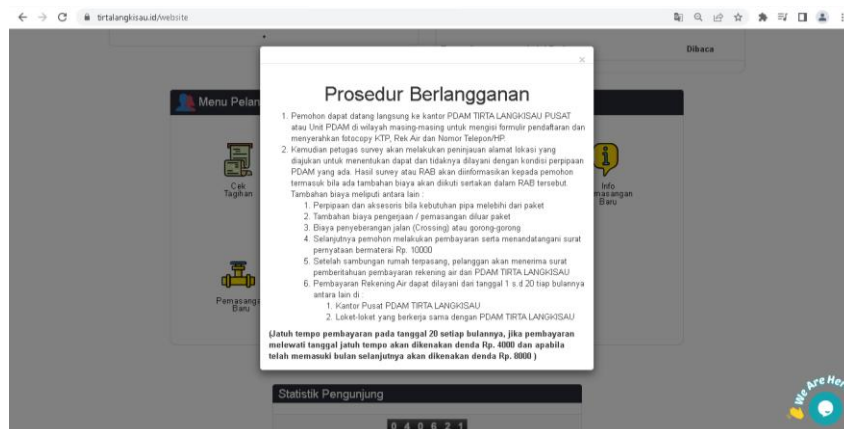 tirtalangkisau.id/website
Dibaca
Menu Pelan
×
Prosedur Berlangganan
1. Pemohon dapat datang langsung ke kantor PDAM TIRTA LANGKISAU PUSAT
atau Unit PDAM di wilayah masing-masing untuk mengisi formulir pendaftaran dan
menyerahkan fotocopy KTP, Rek Air dan Nomor Telepon/HP.
2. Kemudian petugas survey akan melakukan peninjauan alamat lokasi yang
diajukan untuk menentukan dapat dan tidaknya dilayani dengan kondisi perpipaan
PDAM yang ada. Hasil survey atau RAB akan diinformasikan kepada pemohon
termasuk bila ada tambahan biaya akan diikuti sertakan dalam RAB tersebut.
Tambahan biaya meliputi antara lain :
1. Perpipaan dan aksesoris bila kebutuhan pipa melebihi dari paket
2. Tambahan biaya pengerjaan / pemasangan diluar paket
3. Biaya penyeberangan jalan (Crossing) atau gorong-gorong
4. Selanjutnya pemohon melakukan pembayaran serta menandatangani surat
pernyataan bermaterai Rp. 10000
5. Setelah sambungan rumah terpasang, pelanggan akan menerima surat
pemberitahuan pembayaran rekening air dari PDAM TIRTA LANGKISAU
6. Pembayaran Rekening Air dapat dilayani dari tanggal 1 s.d 20 tiap bulannya
antara lain di :
1. Kantor Pusat PDAM TIRTA LANGKISAU
2. Loket-loket yang berkerja sama dengan PDAM TIRTA LANGKISAU
(Jatuh tempo pembayaran pada tanggal 20 setiap bulannya, jika pembayaran
melewati tanggal jatuh tempo akan dikenakan denda Rp. 4000 dan apabila
telah memasuki bulan selanjutnya akan dikenakan denda Rp. 8000 )
Cek
Tagihan
Info
masangan
Baru
Pemasanga
Baru
Statistik Pengunjung
040621
We Are Her